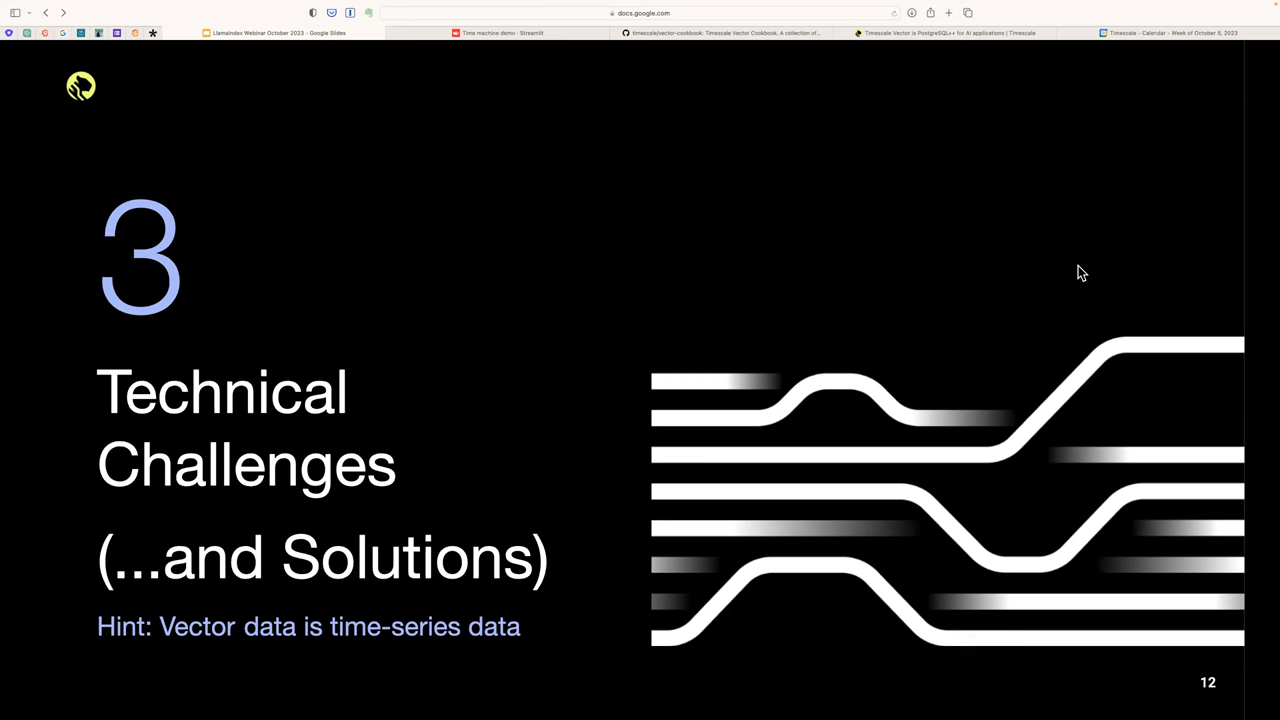 docs.google.com
Llamaindex Webinar October 2023 - Google Slides
Time machine demo · Streamlit
timescale/vector-cookbook: Timescale Vector Cookbook. A collection of...
Timescale Vector is PostgreSQL++ for AI applications | Timescale
Timescale - Calendar - Week of October 8, 2023
3
Technical
Challenges
(...and Solutions)
Hint: Vector data is time-series data
12